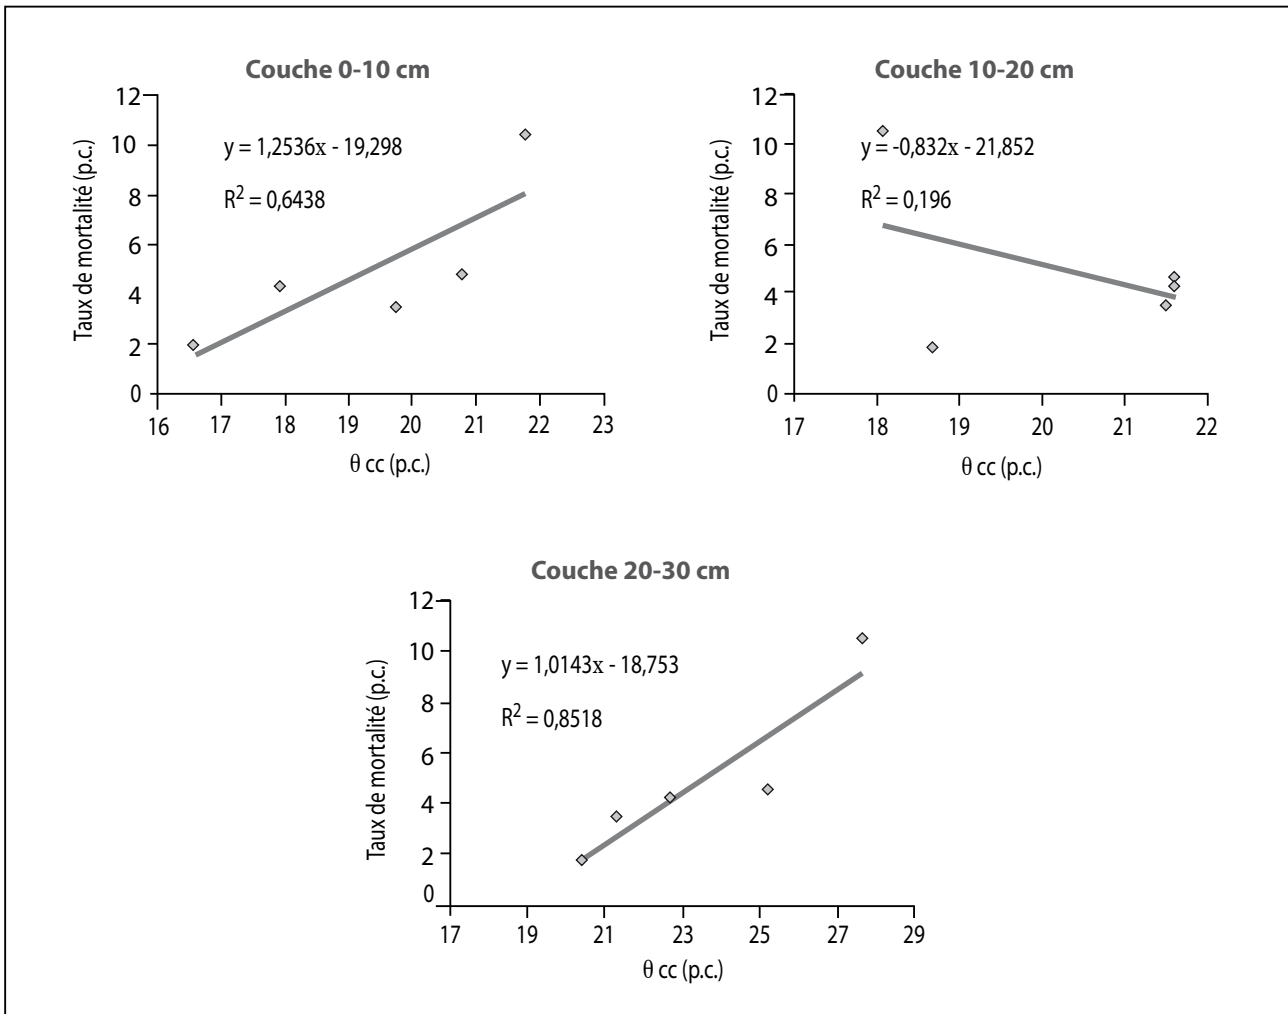 Couche 0-10 cm
12
10
8
6
4
2
0
Taux de mortalité (p.c.)
y = 1,2536x - 19,298
R² = 0,6438
16 17 18 19 20 21 22 23
θ cc (p.c.)
Couche 10-20 cm
12
10
8
6
4
2
0
Taux de mortalité (p.c.)
y = -0,832x - 21,852
R² = 0,196
17 18 19 20 21 22
θ cc (p.c.)
Couche 20-30 cm
12
10
8
6
4
2
0
Taux de mortalité (p.c.)
y = 1,0143x - 18,753
R² = 0,8518
17 19 21 23 25 27 29
θ cc (p.c.)